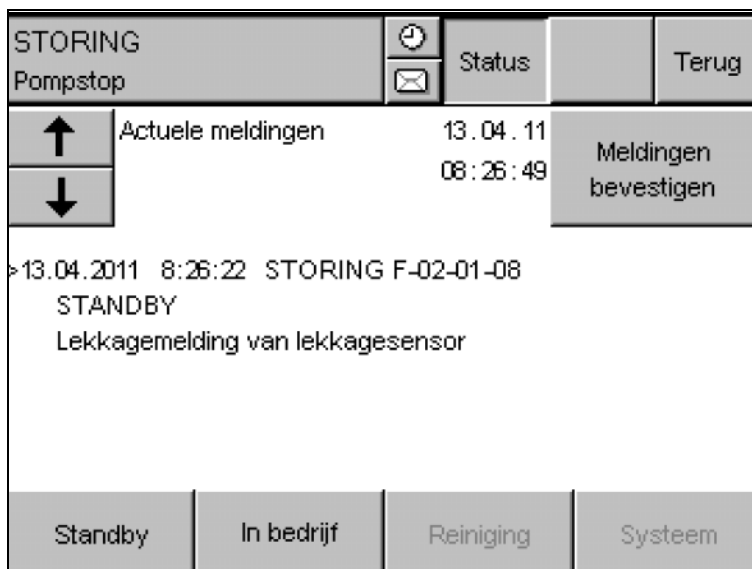 STORING
Pompstop
Status
Terug
Actuele meldingen
13.04.11
08:26:49
Meldingen
bevestigen
>13.04.2011 8:26:22 STORING F-02-01-08
STANDBY
Lekkagemelding van lekkagesensor
Standby
In bedrijf
Reiniging
Systeem